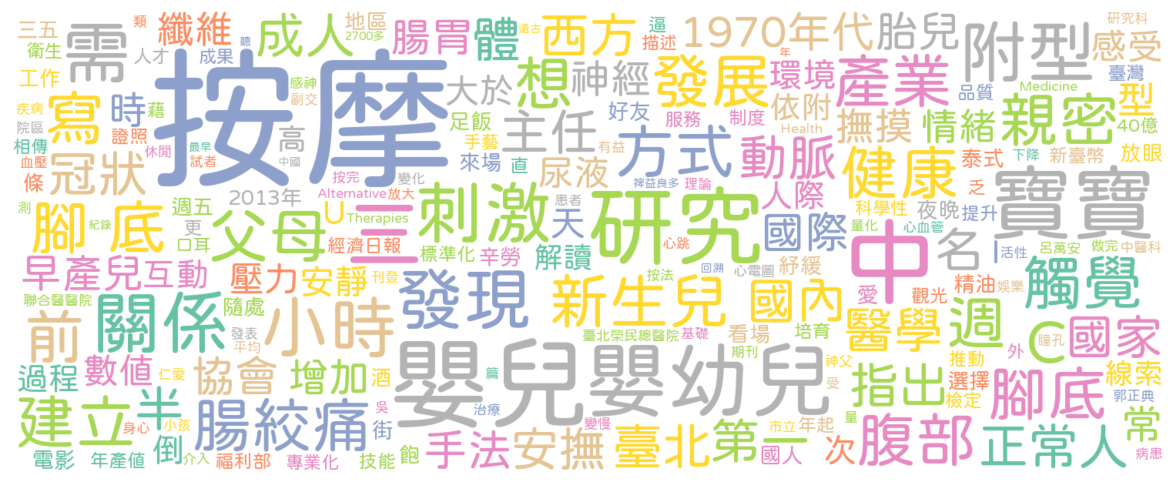 三五
類
纖維
2700多
地區
聽
遠古
西方
1970年代
胎兒
研究科
衛生
需
人才
成果
成人
腸胃
體
逼
描述
附型
感受
工作
感神
想
神經
發展
環境
產業
臺灣
疾病
寫
時
藉
按摩
副交
大於
好友
依附
年
品質
Medicine
型
院區
證照
足飯
主任
服務
制度
Health
撫摸
情緒
親密
40億
相傳
休閒
最早
高
手藝
有益
方式
動脈
健康
泰式
下降
放眼
血壓
試者
中國
來場
直
尿液
新臺幣
條
冠狀
按完
變化
裨益良多
理論
乏
2013年
Alternative
放大
刺激
患者
研究
人際
寶寶
測
週五
父母
U
Therapies
三
天
科學性
夜晚
提升
紀錄
腳底
更
口耳
經濟日報
標準化
辛勞
心跳
國際
量化
心血管
中
名
活性
呂萬安
做完
中醫科
早產兒
互動
壓力
安靜
刊登
解讀
按法
回溯
心電圖
紓緩
愛
觀光
精油
娛樂
觸覺
聯合醫醫院
關係
隨處
發現
新生兒
國內
前
發表
平均
小時
臺北榮民總醫院
基礎
看場
培育
醫學
週
C
國家
過程
數值
仁愛
協會
增加
酒
篇
嬰兒
嬰幼兒
期刊
神父
推動
外
瞳孔
線索
受
指出
選擇
腳底
郭正典
建立
半
身心
小孩
腸絞痛
吳
街
治療
檢定
倒
變慢
市立
年起
量
常
電影
年產值
介入
福利部
專業化
技能
飽
手法
安撫
臺北
第一
國人
次
腹部
正常人
病患